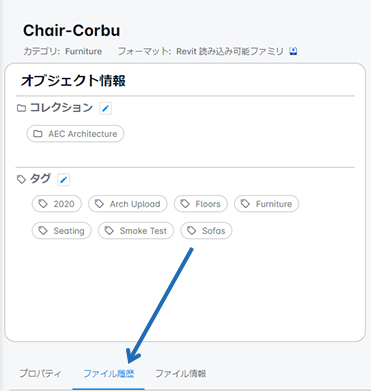 Chair-Corbu
カテゴリ: Furniture フォーマット: Revit 読み込み可能ファミリ
オブジェクト情報
コレクション
AEC Architecture
タグ
2020 Arch Upload Floors Furniture
Seating Smoke Test Sofas
プロパティ ファイル履歴 ファイル情報